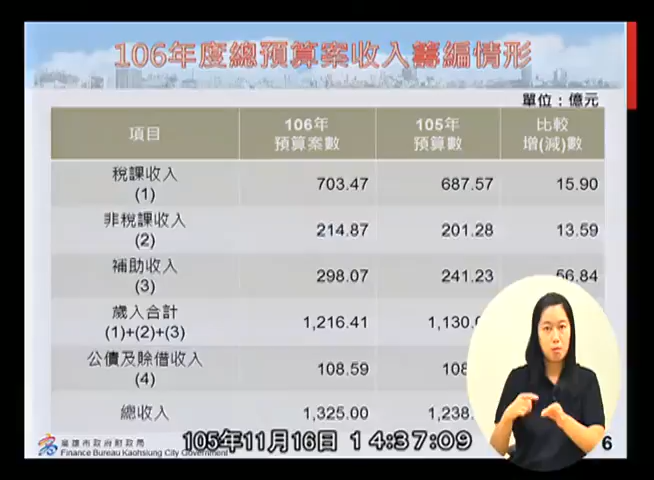 106年度總預算案收入籌編情形
單位：億元
項目 106年預算案數 105年預算數 比較增(減)數
稅課收入(1) 703.47 687.57 15.90
非稅課收入(2) 214.87 201.28 13.59
補助收入(3) 298.07 241.23 56.84
歲入合計(1)+(2)+(3) 1,216.41 1,130.
公債及賒借收入(4) 108.59 108
總收入 1,325.00 1,238.
高雄市政府財政局
Finance Bureau Kaohsiung City Government
105年11月16日 14:37:09
6